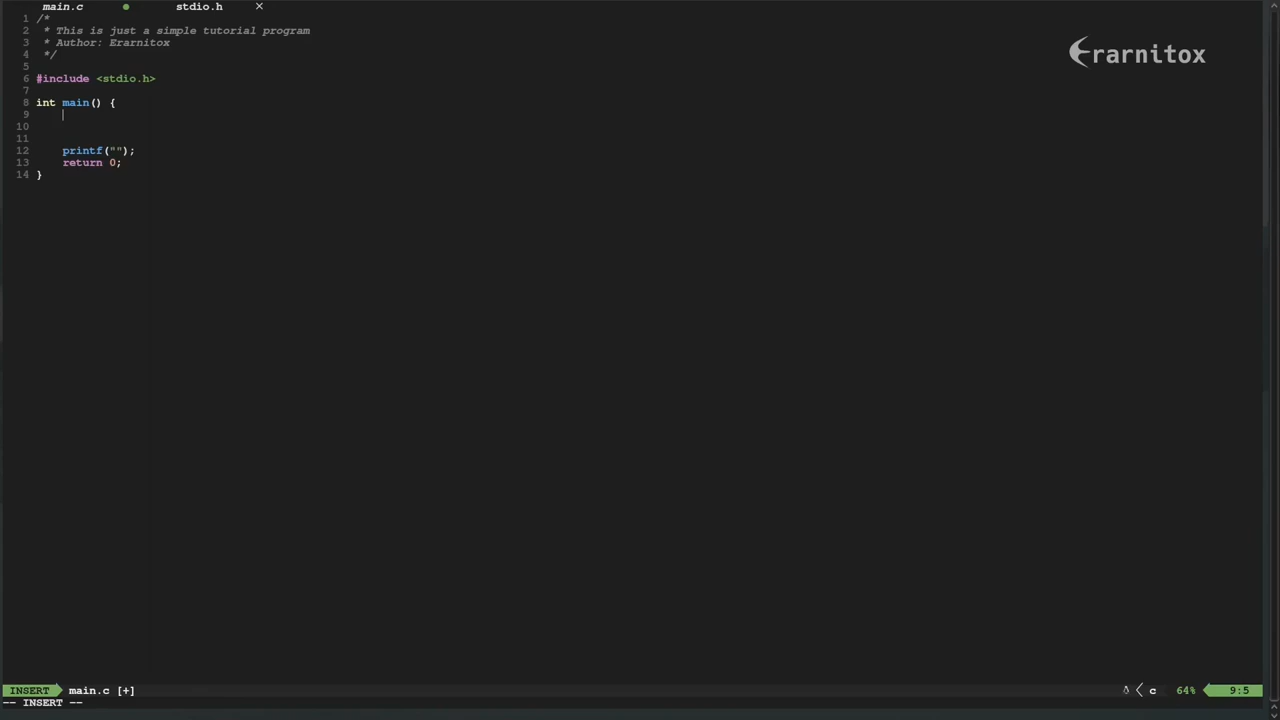 main.c ● stdio.h ×
1 /*
2 * This is just a simple tutorial program
3 * Author: Erarnitox
4 */
5
6 #include <stdio.h>
7
8 int main() {
9
10
11
12 printf("");
13 return 0;
14 }
Erarnitox
INSERT main.c [+] c 64% 9:5
-- INSERT --